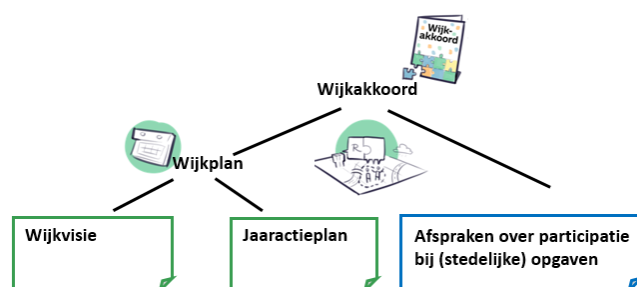 Wijk-
akkoord
Wijkakkoord
Wijkplan
R
A H
Wijkvisie
Jaaractieplan
Afspraken over participatie
bij (stedelijke) opgaven